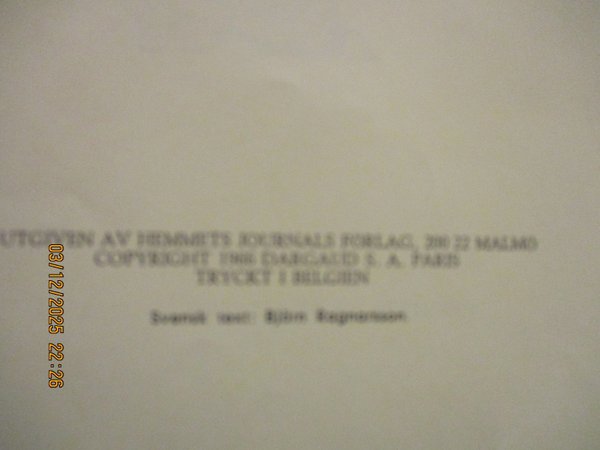 UTGIVEN AV HEMMETS JOURNALS FÖRLAG, 200 22 MALMÖ
COPYRIGHT 1966 DARGAUD S. A. PARIS
TRYCKT I BELGIEN
Svensk text: Björn Ragnarsson.
03/12/2025 22:26